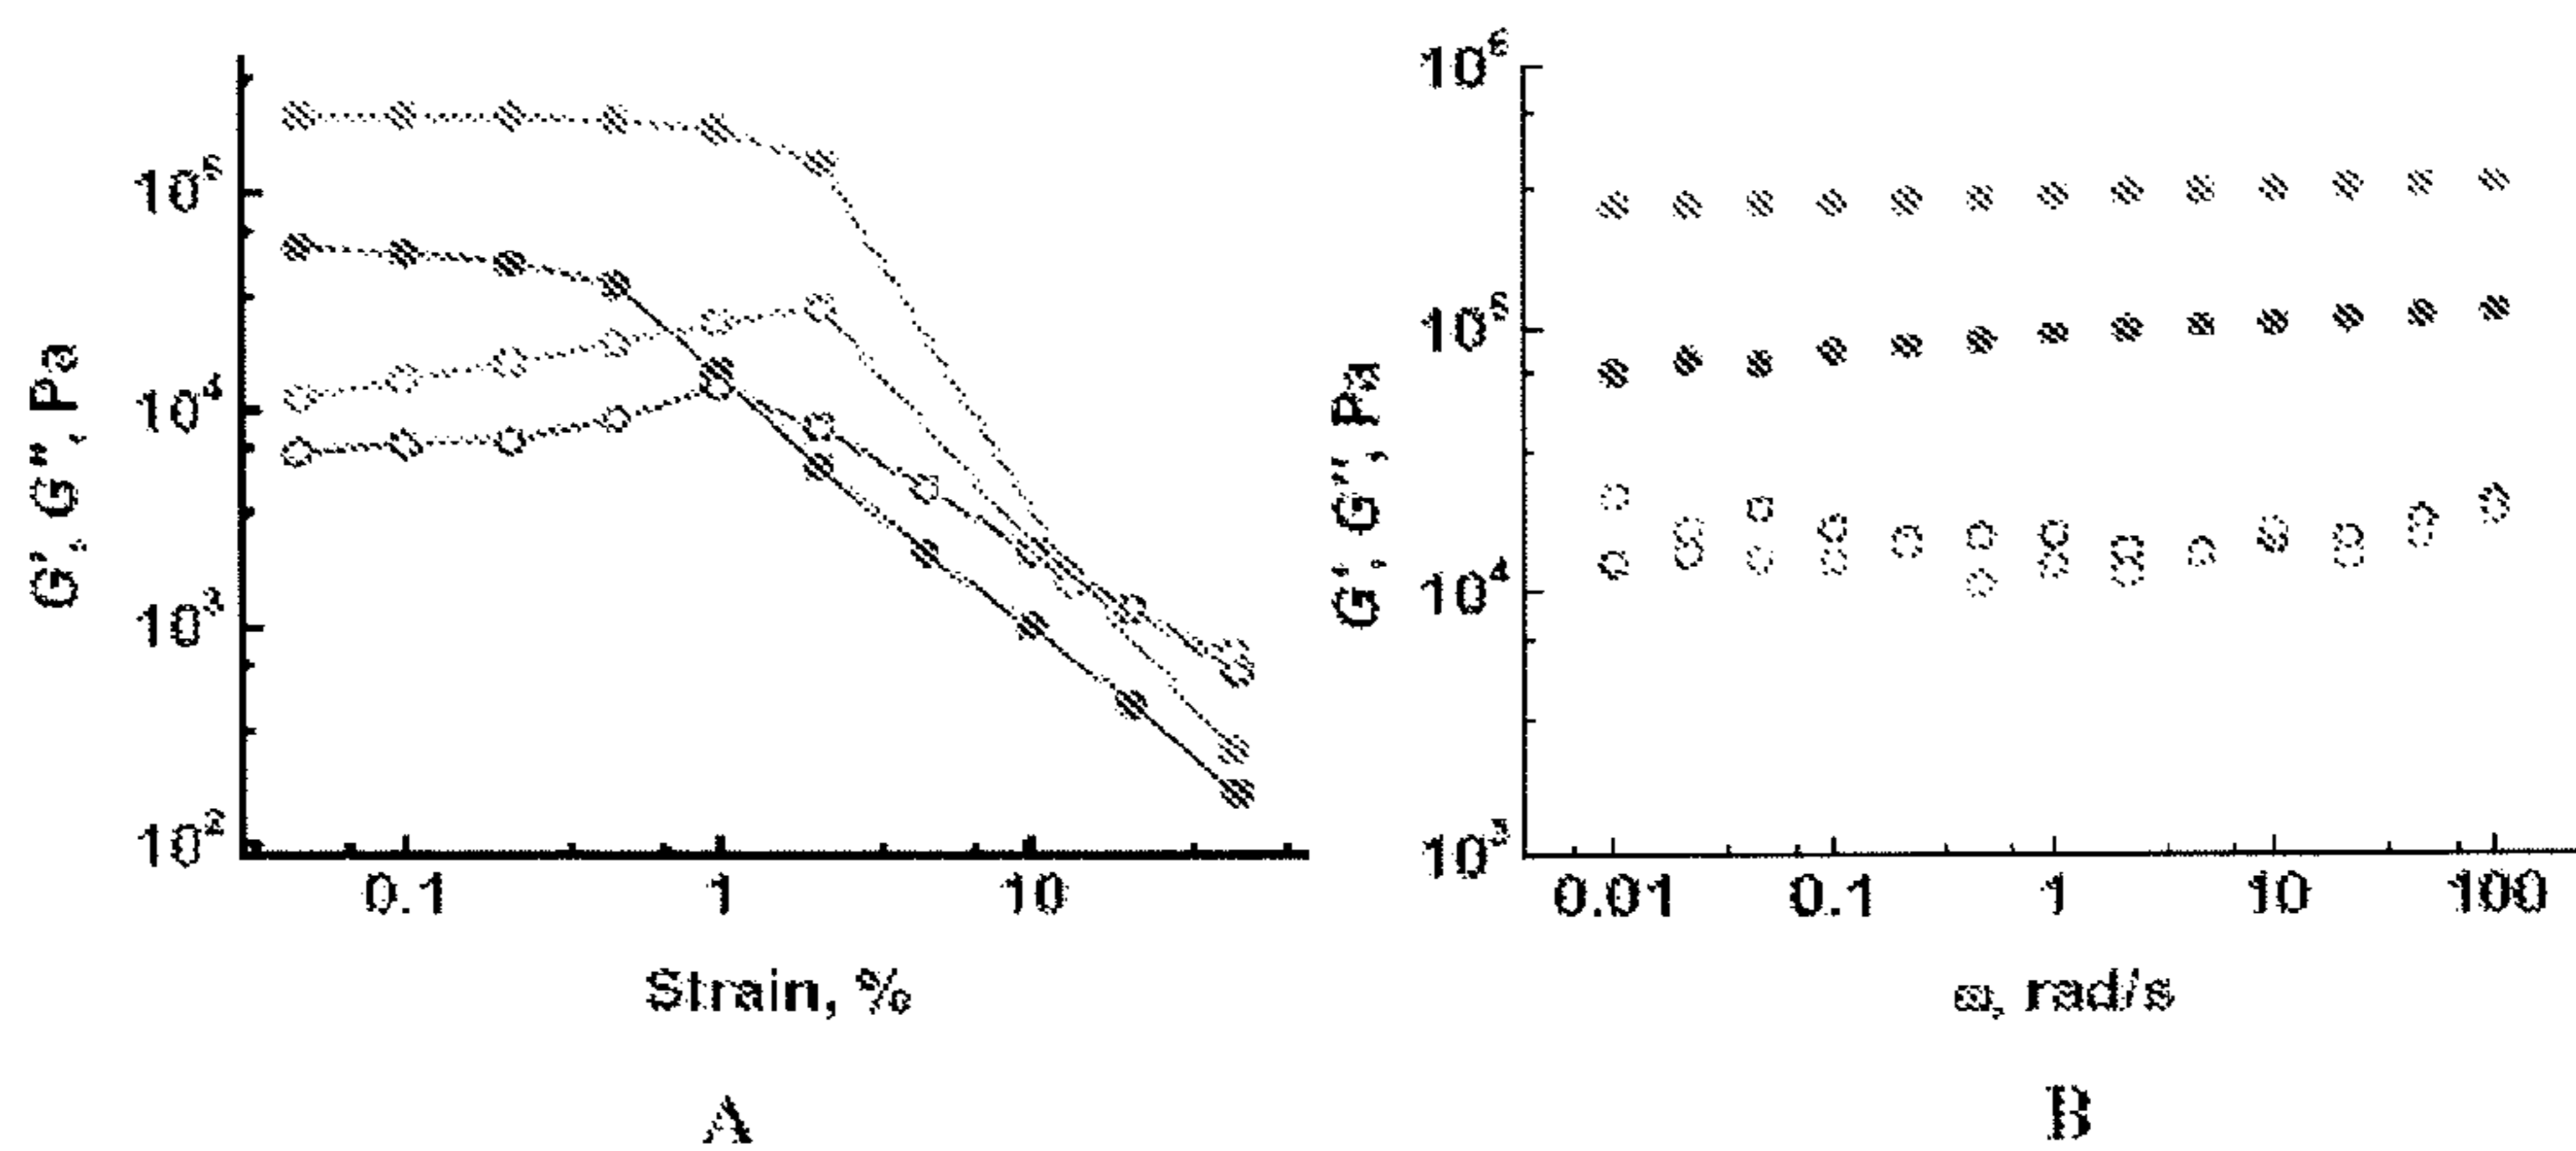 G', G'', Pa
10⁵
10⁴
10³
10²
0.1 1 10
Strain, %
A
G', G'', Pa
10⁶
10⁵
10⁴
10³
0.01 0.1 1 10 100
ω, rad/s
B